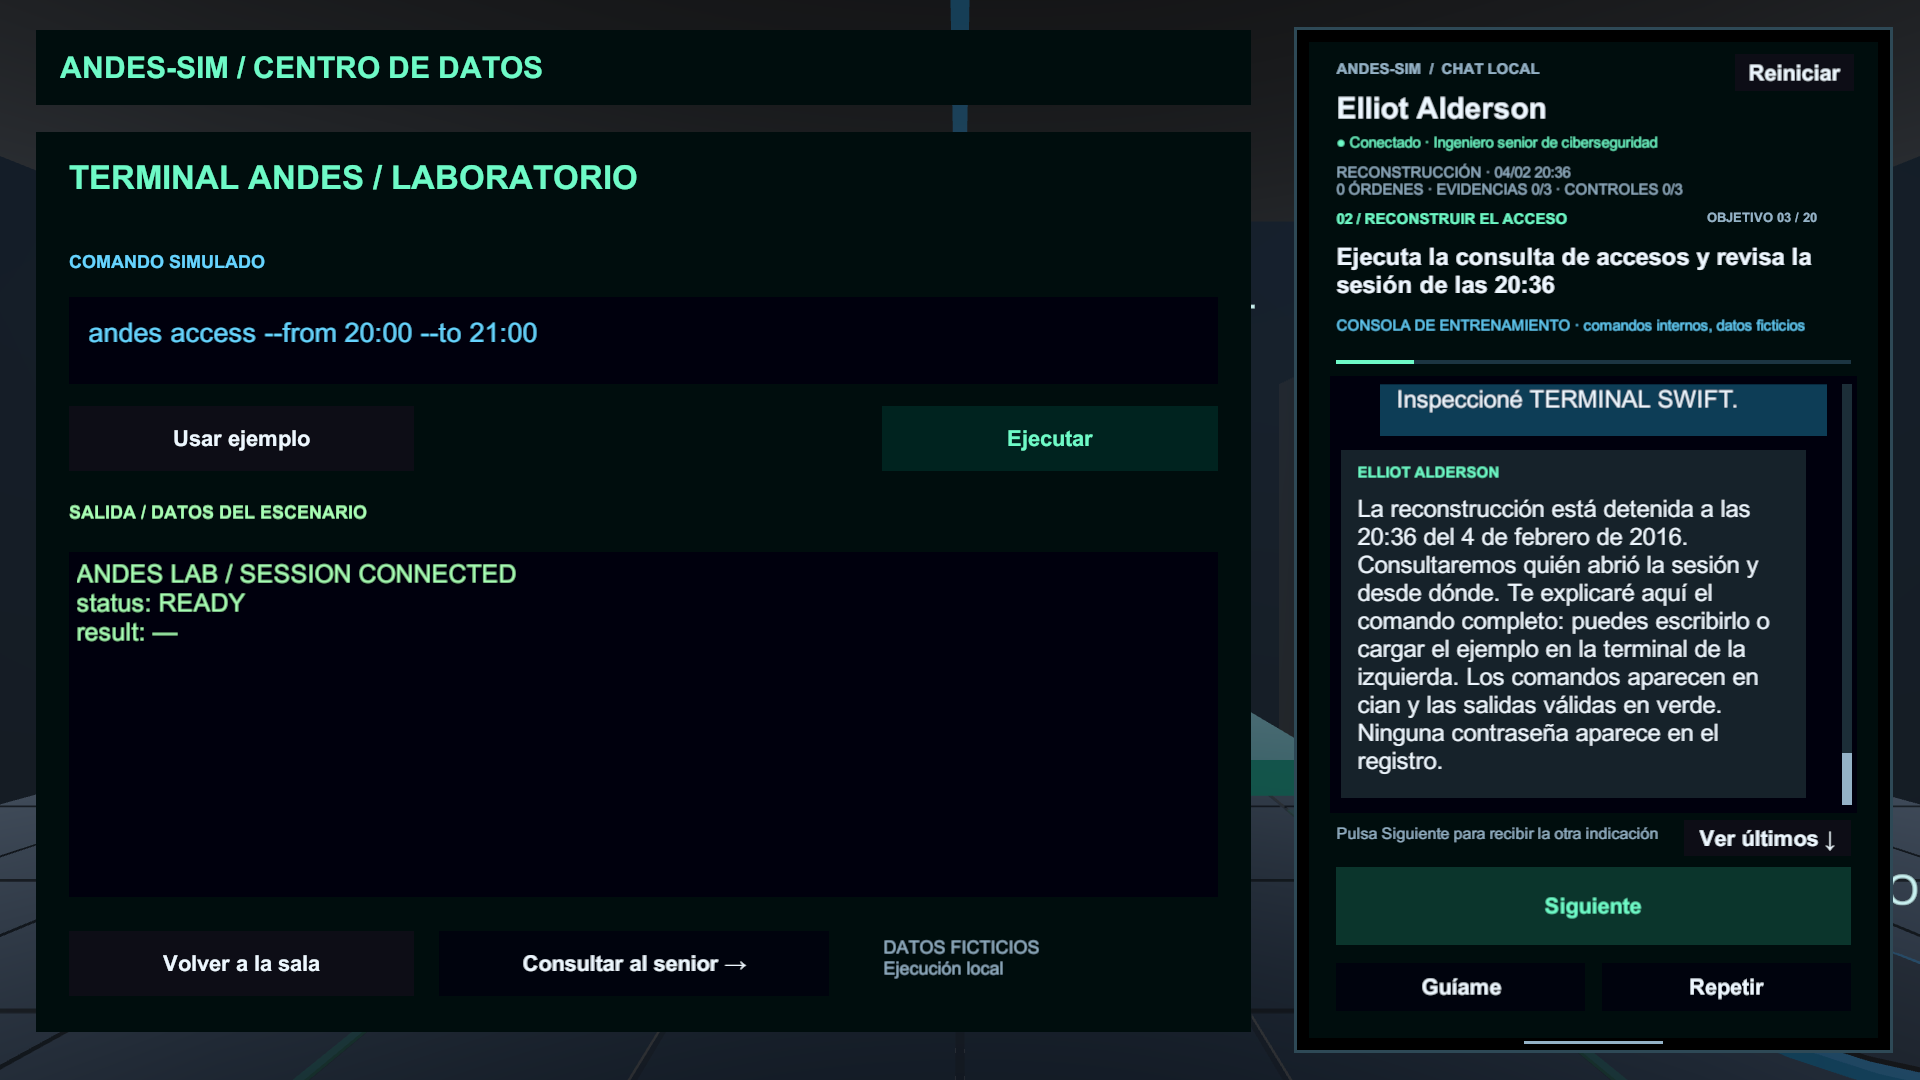 ANDES-SIM / CENTRO DE DATOS
TERMINAL ANDES / LABORATORIO
COMANDO SIMULADO
andes access --from 20:00 --to 21:00
Usar ejemplo
Ejecutar
SALIDA / DATOS DEL ESCENARIO
ANDES LAB / SESSION CONNECTED
status: READY
result: —
Volver a la sala
Consultar al senior →
DATOS FICTICIOS
Ejecución local
ANDES-SIM / CHAT LOCAL
Reiniciar
Elliot Alderson
● Conectado · Ingeniero senior de ciberseguridad
RECONSTRUCCIÓN · 04/02 20:36
0 ÓRDENES · EVIDENCIAS 0/3 · CONTROLES 0/3
02 / RECONSTRUIR EL ACCESO
OBJETIVO 03 / 20
Ejecuta la consulta de accesos y revisa la
sesión de las 20:36
CONSOLA DE ENTRENAMIENTO · comandos internos, datos ficticios
Inspeccioné TERMINAL SWIFT.
ELLIOT ALDERSON
La reconstrucción está detenida a las
20:36 del 4 de febrero de 2016.
Consultaremos quién abrió la sesión y
desde dónde. Te explicaré aquí el
comando completo: puedes escribirlo o
cargar el ejemplo en la terminal de la
izquierda. Los comandos aparecen en
cian y las salidas válidas en verde.
Ninguna contraseña aparece en el
registro.
Pulsa Siguiente para recibir la otra indicación
Ver últimos ↓
Siguiente
Guíame
Repetir